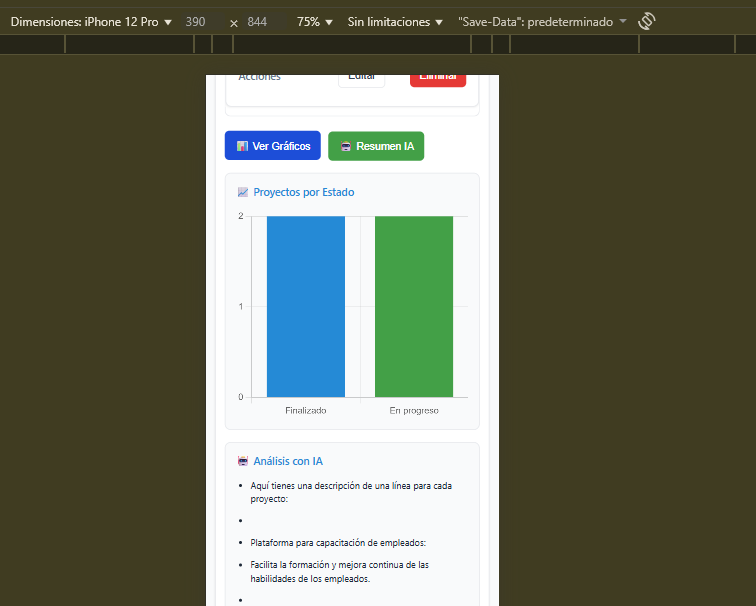 Dimensiones: iPhone 12 Pro ▼ 390 × 844 75% ▼ Sin limitaciones ▼ "Save-Data": predeterminado ▼
Acciones Editar Eliminar
Ver Gráficos Resumen IA
Proyectos por Estado
2
1
0
Finalizado En progreso
Análisis con IA
• Aquí tienes una descripción de una línea para cada
proyecto:
•
• Plataforma para capacitación de empleados:
• Facilita la formación y mejora continua de las
habilidades de los empleados.
•